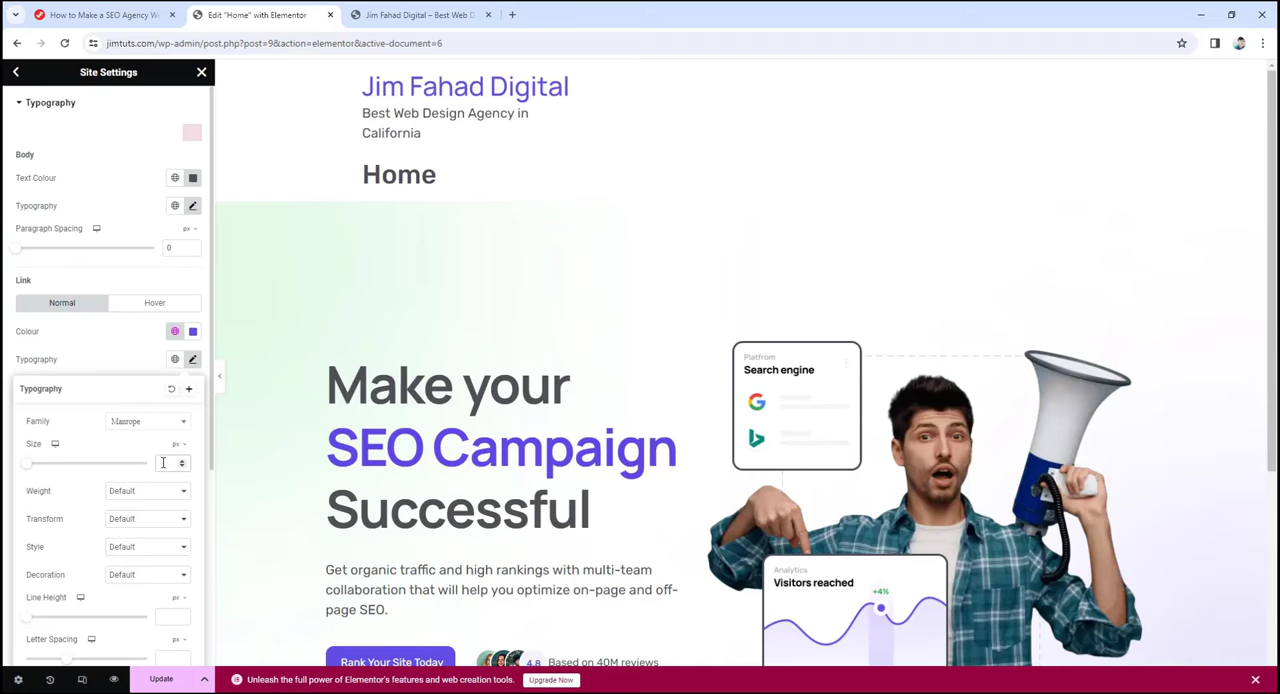 How to Make a SEO Agency W
Edit "Home" with Elementor
Jim Fahad Digital – Best Web D
jimtuts.com/wp-admin/post.php?post=9&action=elementor&active-document=6
Site Settings
Typography
Body
Text Colour
Typography
Paragraph Spacing
px
0
Link
Normal
Hover
Colour
Typography
Typography
Family
Manrope
Size
px
Weight
Default
Transform
Default
Style
Default
Decoration
Default
Line Height
px
Letter Spacing
px
Update
Jim Fahad Digital
Best Web Design Agency in
California
Home
Make your
SEO Campaign
Successful
Get organic traffic and high rankings with multi-team
collaboration that will help you optimize on-page and off-
page SEO.
Rank Your Site Today
4.8
Based on 40M reviews
Platfrom
Search engine
Analytics
Visitors reached
+4%
Unleash the full power of Elementor's features and web creation tools.
Upgrade Now